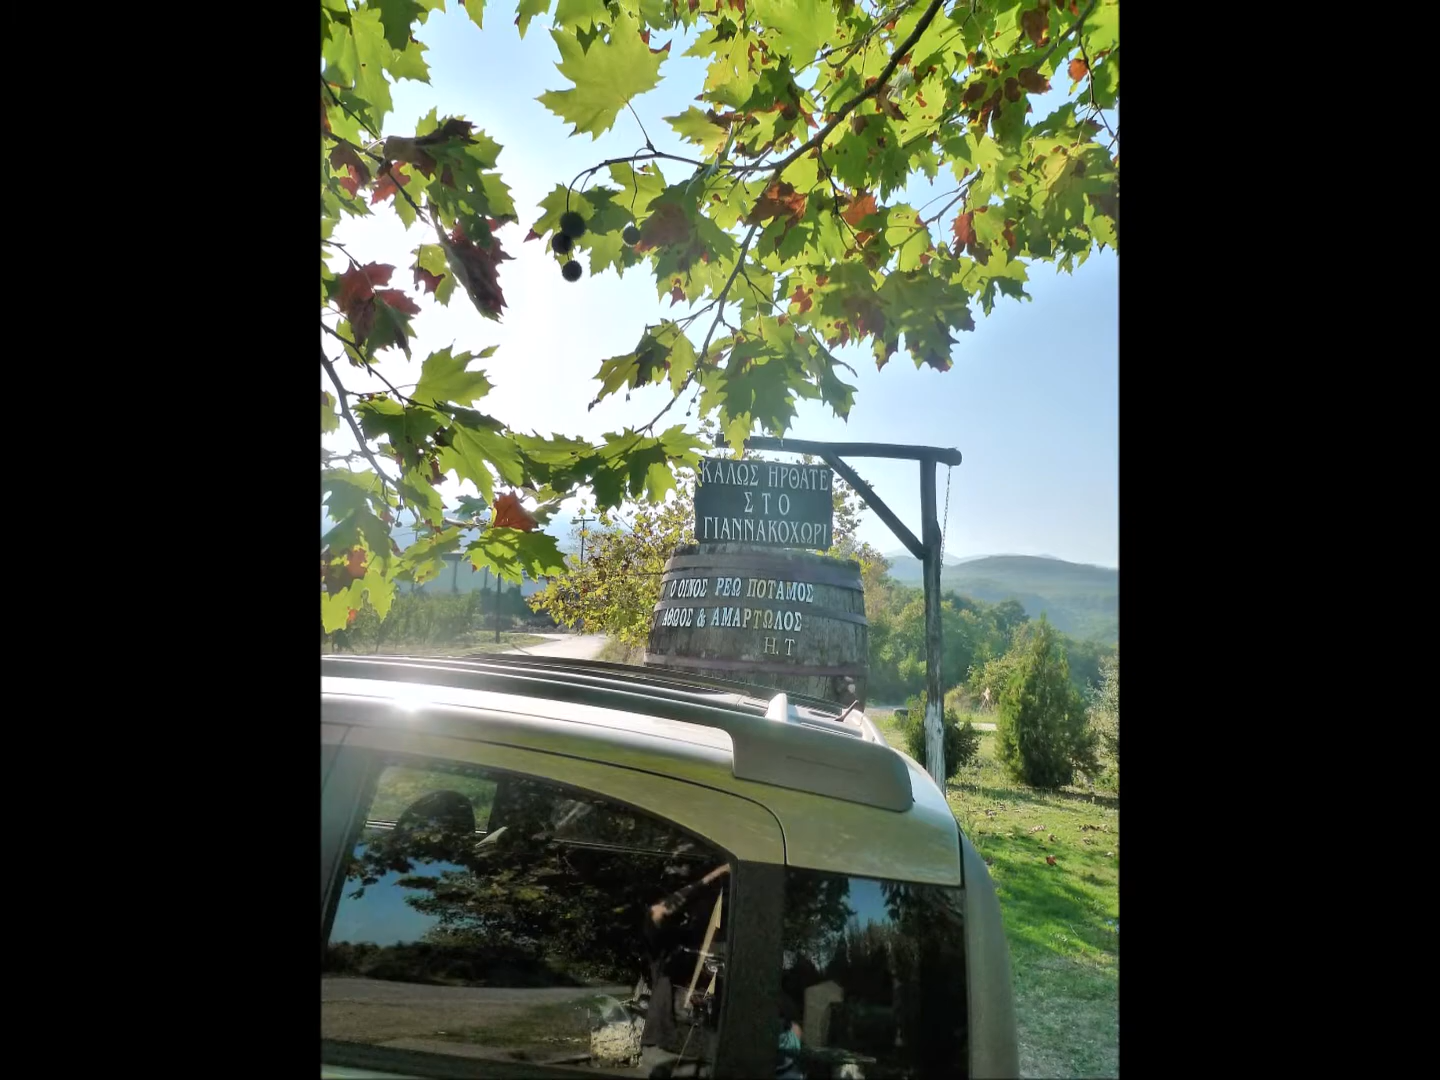 ΚΑΛΩΣ ΗΡΘΑΤΕ
ΣΤΟ
ΓΙΑΝΝΑΚΟΧΩΡΙ
Ο ΟΙΝΟΣ ΡΕΩ ΠΟΤΑΜΟΣ
ΑΘΩΟΣ & ΑΜΑΡΤΩΛΟΣ
Η. Τ